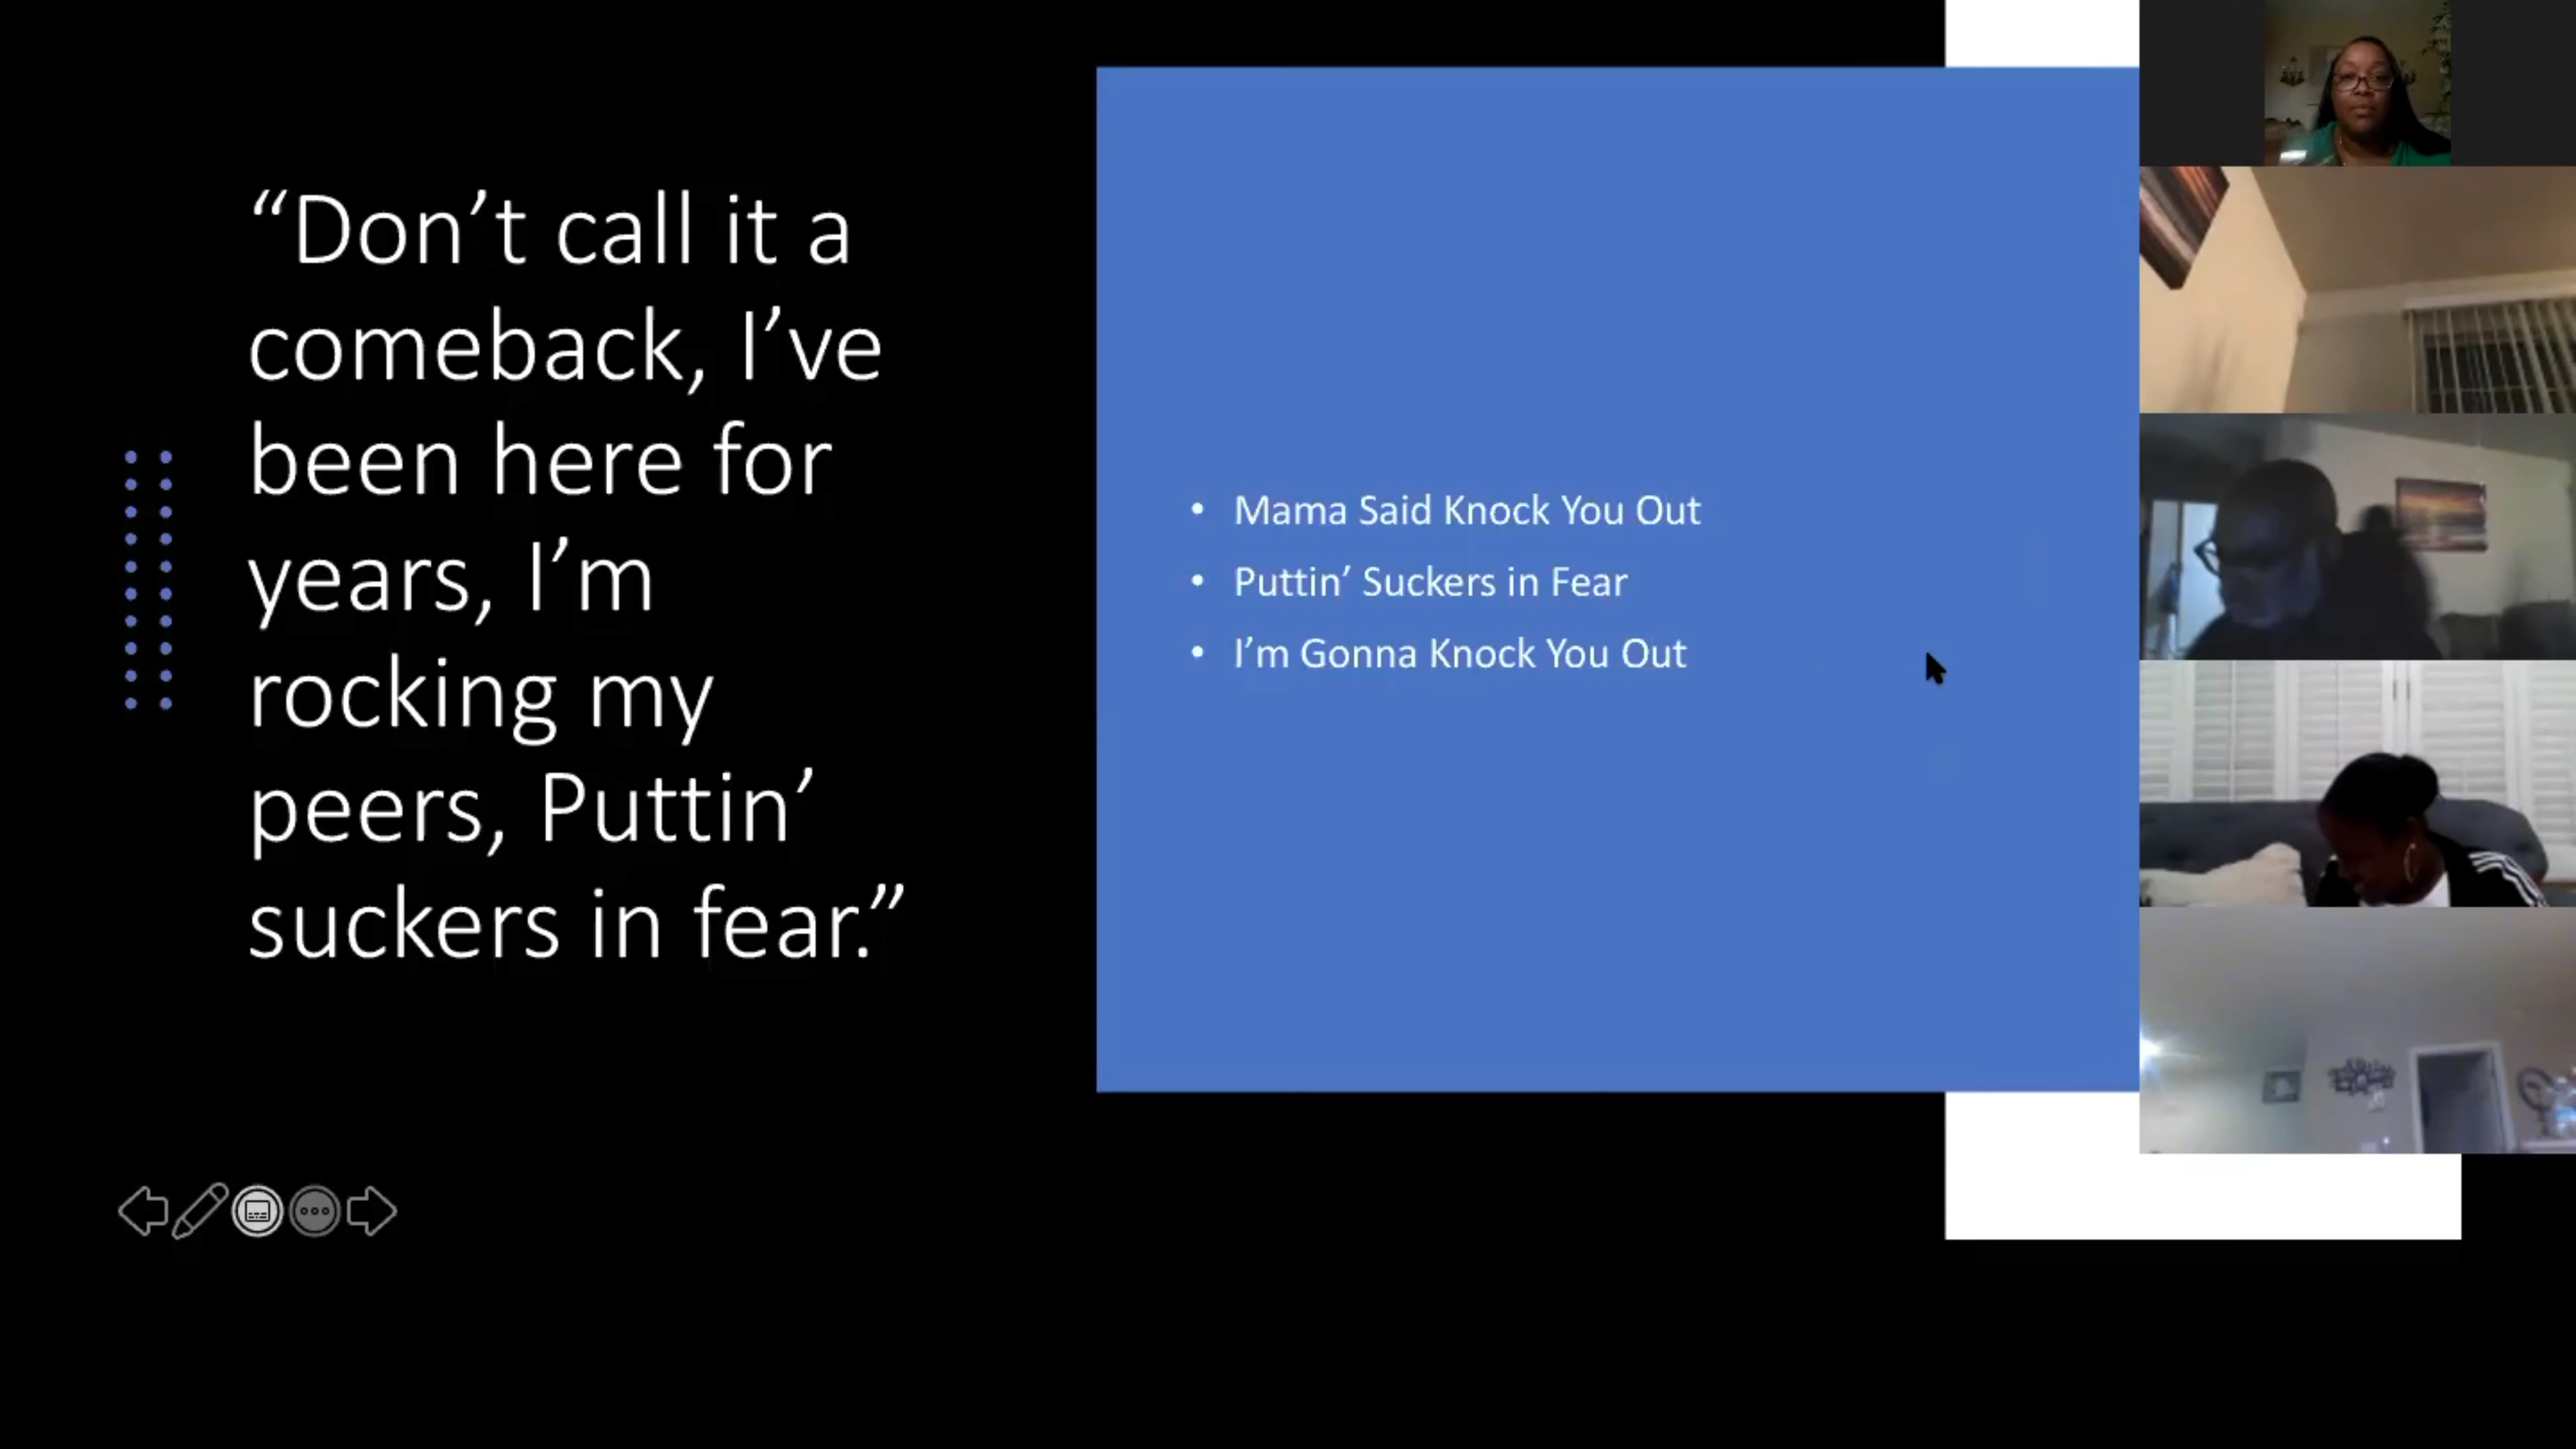 “Don’t call it a
comeback, I’ve
been here for
years, I’m
rocking my
peers, Puttin’
suckers in fear.”
• Mama Said Knock You Out
• Puttin’ Suckers in Fear
• I’m Gonna Knock You Out